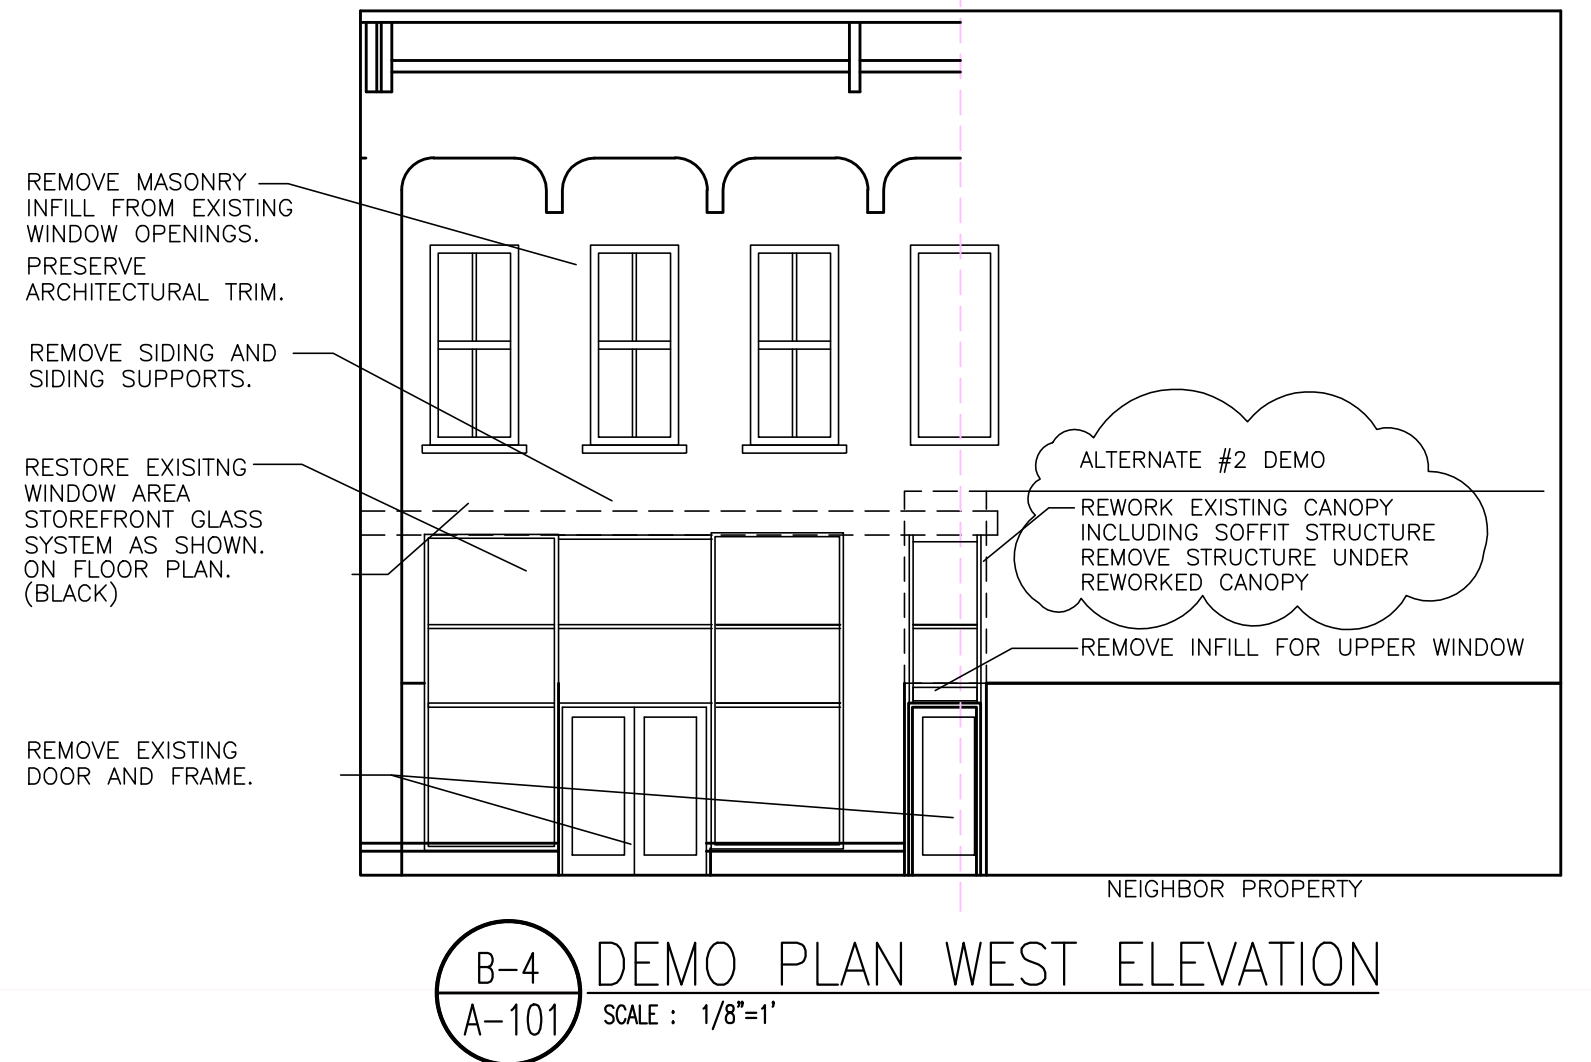 REMOVE MASONRY
INFILL FROM EXISTING
WINDOW OPENINGS.
PRESERVE
ARCHITECTURAL TRIM.
REMOVE SIDING AND
SIDING SUPPORTS.
RESTORE EXISITNG
WINDOW AREA
STOREFRONT GLASS
SYSTEM AS SHOWN.
ON FLOOR PLAN.
(BLACK)
REMOVE EXISTING
DOOR AND FRAME.
ALTERNATE #2 DEMO
REWORK EXISTING CANOPY
INCLUDING SOFFIT STRUCTURE
REMOVE STRUCTURE UNDER
REWORKED CANOPY
REMOVE INFILL FOR UPPER WINDOW
NEIGHBOR PROPERTY
B-4
A-101
DEMO PLAN WEST ELEVATION
SCALE : 1/8"=1'